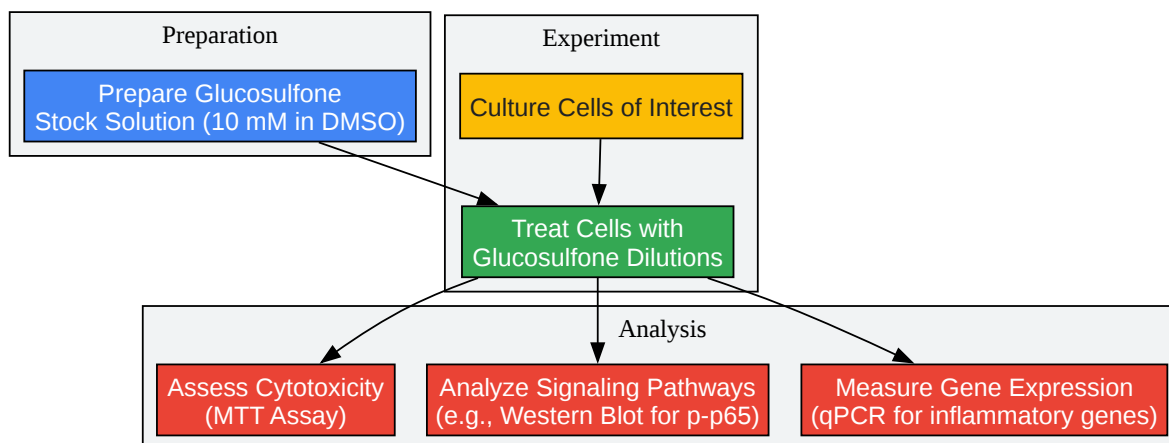 Preparation
Prepare Glucosulfone
Stock Solution (10 mM in DMSO)
Experiment
Culture Cells of Interest
Treat Cells with
Glucosulfone Dilutions
Analysis
Assess Cytotoxicity
(MTT Assay)
Analyze Signaling Pathways
(e.g., Western Blot for p-p65)
Measure Gene Expression
(qPCR for inflammatory genes)